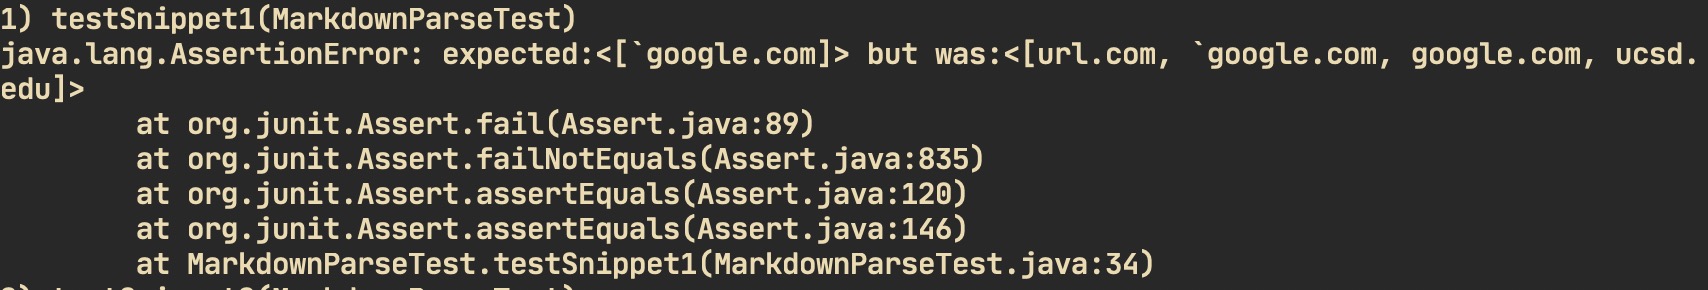 1) testSnippet1(MarkdownParseTest)
java.lang.AssertionError: expected:<[`google.com]> but was:<[url.com, `google.com, google.com, ucsd.
edu]>
at org.junit.Assert.fail(Assert.java:89)
at org.junit.Assert.failNotEquals(Assert.java:835)
at org.junit.Assert.assertEquals(Assert.java:120)
at org.junit.Assert.assertEquals(Assert.java:146)
at MarkdownParseTest.testSnippet1(MarkdownParseTest.java:34)